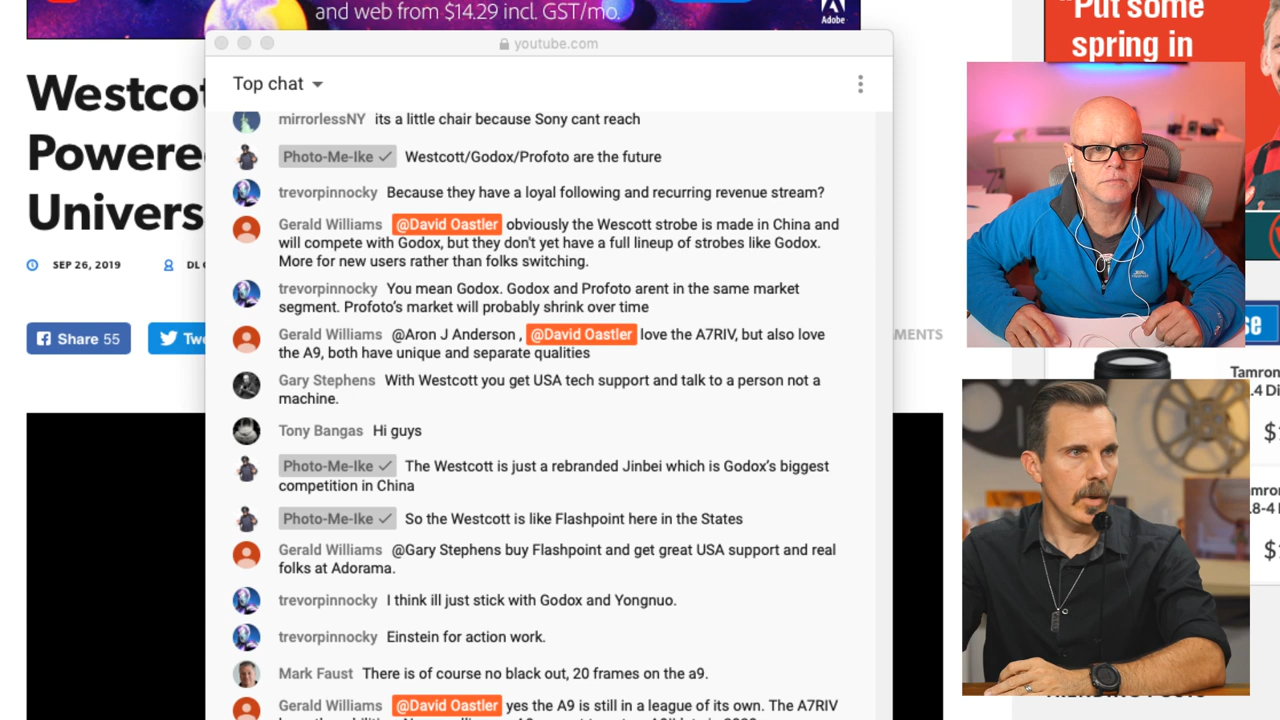 and web from $14.29 incl. GST/mo.
Adobe
"Put some
spring in
youtube.com
Top chat
Westcot
Powere
Univers
SEP 26, 2019
DL
Share 55
Twe
MENTS
mirrorlessNY its a little chair because Sony cant reach
Photo-Me-Ike Westcott/Godox/Profoto are the future
trevorpinnocky Because they have a loyal following and recurring revenue stream?
Gerald Williams @David Oastler obviously the Wescott strobe is made in China and
will compete with Godox, but they don't yet have a full lineup of strobes like Godox.
More for new users rather than folks switching.
trevorpinnocky You mean Godox. Godox and Profoto arent in the same market
segment. Profoto's market will probably shrink over time
Gerald Williams @Aron J Anderson , @David Oastler love the A7RIV, but also love
the A9, both have unique and separate qualities
Gary Stephens With Westcott you get USA tech support and talk to a person not a
machine.
Tony Bangas Hi guys
Photo-Me-Ike The Westcott is just a rebranded Jinbei which is Godox's biggest
competition in China
Photo-Me-Ike So the Westcott is like Flashpoint here in the States
Gerald Williams @Gary Stephens buy Flashpoint and get great USA support and real
folks at Adorama.
trevorpinnocky I think ill just stick with Godox and Yongnuo.
trevorpinnocky Einstein for action work.
Mark Faust There is of course no black out, 20 frames on the a9.
Gerald Williams @David Oastler yes the A9 is still in a league of its own. The A7RIV
se
Tamron
.4 Di
$
mron
.8-4 D
$